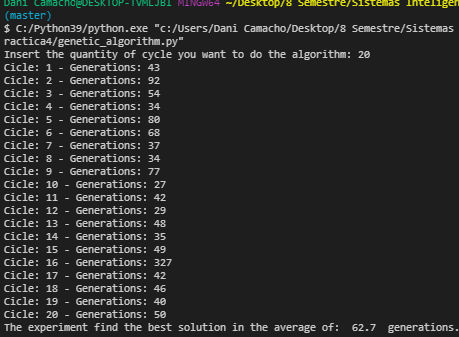 Dani Camacho@DESKTOP-TVMLJBI MINGW64 ~/Desktop/8 Semestre/Sistemas Inteligen
(master)
$ C:/Python39/python.exe "c:/Users/Dani Camacho/Desktop/8 Semestre/Sistemas
ractica4/genetic_algorithm.py"
Insert the quantity of cycle you want to do the algorithm: 20
Cicle: 1 - Generations: 43
Cicle: 2 - Generations: 92
Cicle: 3 - Generations: 54
Cicle: 4 - Generations: 34
Cicle: 5 - Generations: 80
Cicle: 6 - Generations: 68
Cicle: 7 - Generations: 37
Cicle: 8 - Generations: 34
Cicle: 9 - Generations: 77
Cicle: 10 - Generations: 27
Cicle: 11 - Generations: 42
Cicle: 12 - Generations: 29
Cicle: 13 - Generations: 48
Cicle: 14 - Generations: 35
Cicle: 15 - Generations: 49
Cicle: 16 - Generations: 327
Cicle: 17 - Generations: 42
Cicle: 18 - Generations: 46
Cicle: 19 - Generations: 40
Cicle: 20 - Generations: 50
The experiment find the best solution in the average of:  62.7  generations.